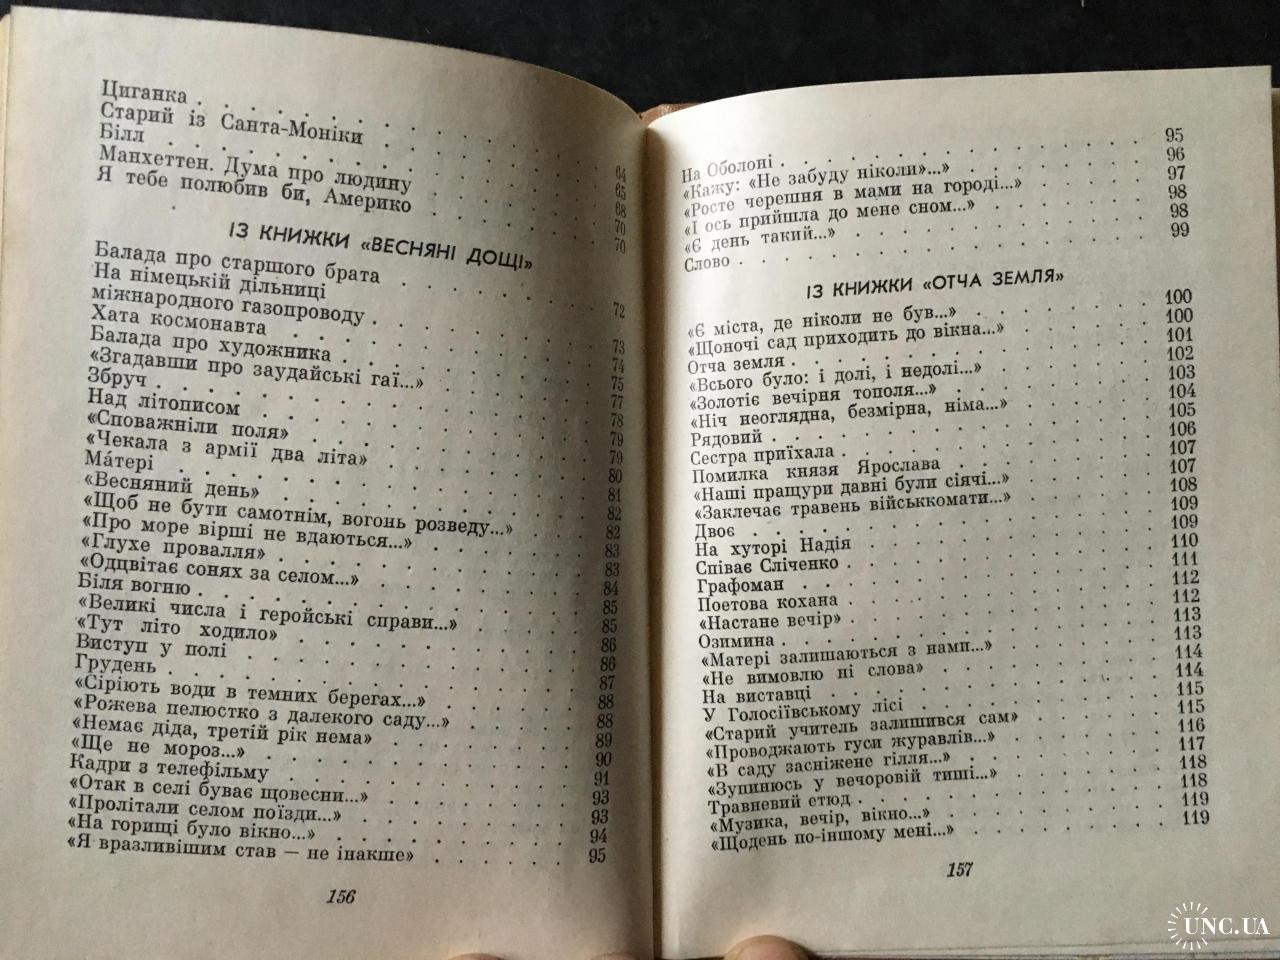 Циганка . . . . . . . . . . 64
Старий із Санта-Моніки . . . . . . 65
Білл . . . . . . . . . . 68
Манхеттен. Дума про людину . . . . . 70
Я тебе полюбив би, Америко . . . . . 70
ІЗ КНИЖКИ «ВЕСНЯНІ ДОЩІ»
Балада про старшого брата . . . . . . 72
На німецькій дільниці
міжнародного газопроводу . . . . . . 73
Хата космонавта . . . . . . . . 74
Балада про художника . . . . . . . 75
«Згадавши про заудайські гаї...» . . . . . 77
Збруч . . . . . . . . . . 78
Над літописом . . . . . . . . 79
«Споважніли поля» . . . . . . . 79
«Чекала з армії два літа» . . . . . . 80
Ма́тері . . . . . . . . . . 81
«Весняний день» . . . . . . . . 82
«Щоб не бути самотнім, вогонь розведу...» . . 82
«Про море вірші не вдаються...» . . . . . 83
«Глухе провалля» . . . . . . . . 83
«Одцвітає сонях за селом...» . . . . . . 84
Біля вогню . . . . . . . . . 85
«Великі числа і геройські справи...» . . . . 85
«Тут літо ходило» . . . . . . . . 86
Виступ у полі . . . . . . . . 86
Грудень . . . . . . . . . . 87
«Сіріють води в темних берегах...» . . . . 88
«Рожева пелюстко з далекого саду...» . . . . 88
«Немає діда, третій рік нема» . . . . . 89
«Ще не мороз...» . . . . . . . . 90
Кадри з телефільму . . . . . . . 91
«Отак в селі буває щовесни...» . . . . . 93
«Пролітали селом поїзди...» . . . . . . 93
«На горищі було вікно...» . . . . . . 94
«Я вразливішим став — не інакше» . . . . 95
156
На Оболоні . . . . . . . . . 95
«Кажу: «Не забуду ніколи»...» . . . . . 96
«Росте черешня в мами на городі...» . . . . 97
«І ось прийшла до мене сном...» . . . . . 98
«Є день такий...» . . . . . . . . 98
Слово . . . . . . . . . . 99
ІЗ КНИЖКИ «ОТЧА ЗЕМЛЯ»
«Є міста, де ніколи не був...» . . . . . 100
«Щоночі сад приходить до вікна...» . . . . 100
Отча земля . . . . . . . . . 101
«Всього було: і долі, і недолі...» . . . . . 102
«Золотіє вечірня тополя...» . . . . . . 103
«Ніч неоглядна, безмірна, німа...» . . . . 104
Рядовий . . . . . . . . . . 105
Сестра приїхала . . . . . . . . 106
Помилка князя Ярослава . . . . . . 107
«Наші пращури давні були сіячі...» . . . . 107
«Заклечає травень військкомати...» . . . . 108
Двоє . . . . . . . . . . 109
На хуторі Надія . . . . . . . . 109
Співає Сліченко . . . . . . . . 110
Графоман . . . . . . . . . 111
Поетова кохана . . . . . . . . 112
«Настане вечір» . . . . . . . . 112
Озимина . . . . . . . . . . 113
«Матері залишаються з нами...» . . . . . 113
«Не вимовлю ні слова» . . . . . . . 114
На виставці . . . . . . . . . 114
У Голосіївському лісі . . . . . . . 115
«Старий учитель залишився сам» . . . . 115
«Проводжають гуси журавлів...» . . . . . 116
«В саду засніжене гілля...» . . . . . . 117
«Зупинюсь у вечоровій тиші...» . . . . . 118
Травневий етюд . . . . . . . . 118
«Музика, вечір, вікно...» . . . . . . 119
«Щодень по-іншому мені...» . . . . . . 119
157
UNC.UA